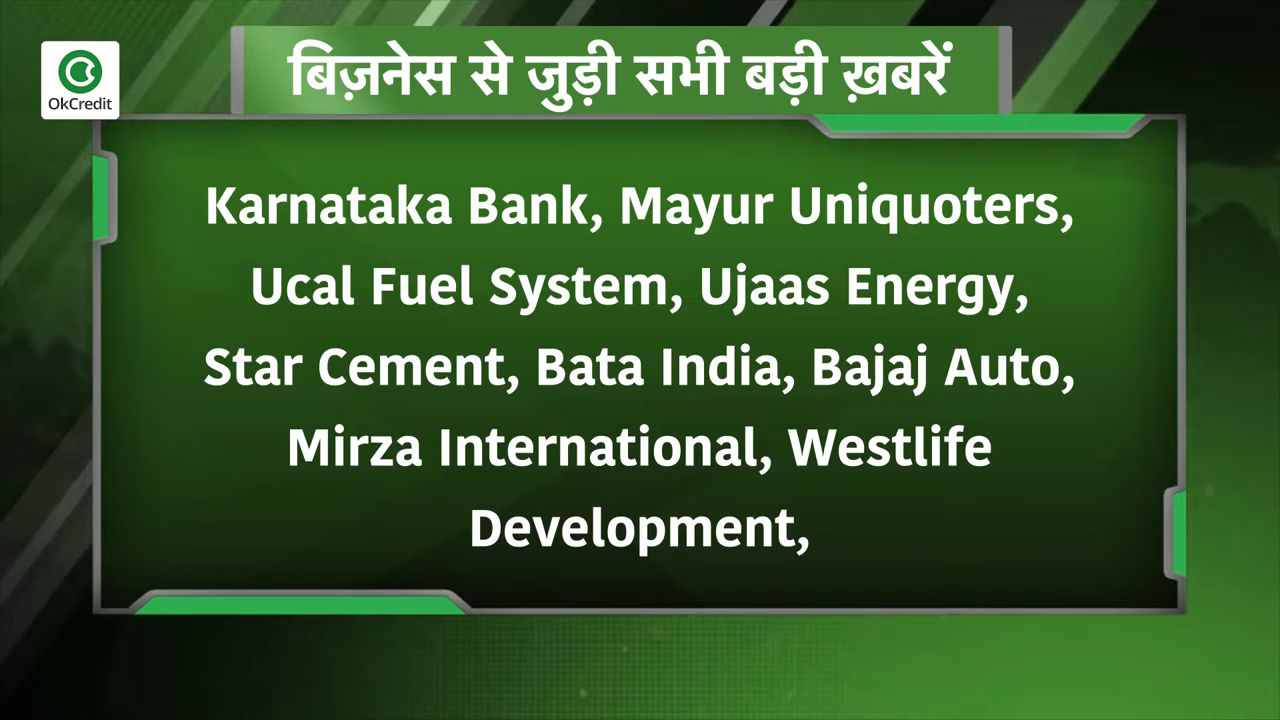 बिज़नेस से जुड़ी सभी बड़ी ख़बरें
OkCredit
Karnataka Bank, Mayur Uniquoters,
Ucal Fuel System, Ujaas Energy,
Star Cement, Bata India, Bajaj Auto,
Mirza International, Westlife
Development,